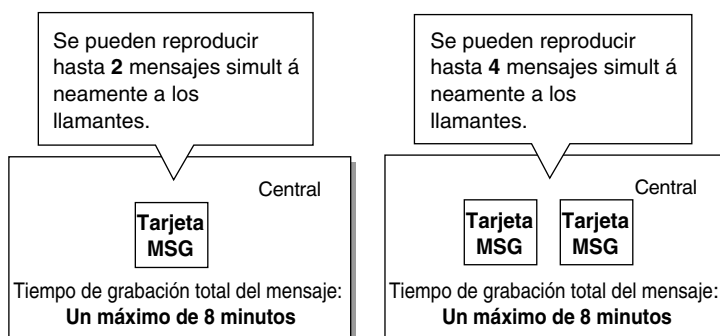 Se pueden reproducir
hasta 2 mensajes simult á
neamente a los
llamantes.
Central
Tarjeta
MSG
Tiempo de grabación total del mensaje:
Un máximo de 8 minutos
Se pueden reproducir
hasta 4 mensajes simult á
neamente a los
llamantes.
Central
Tarjeta
MSG
Tarjeta
MSG
Tiempo de grabación total del mensaje:
Un máximo de 8 minutos